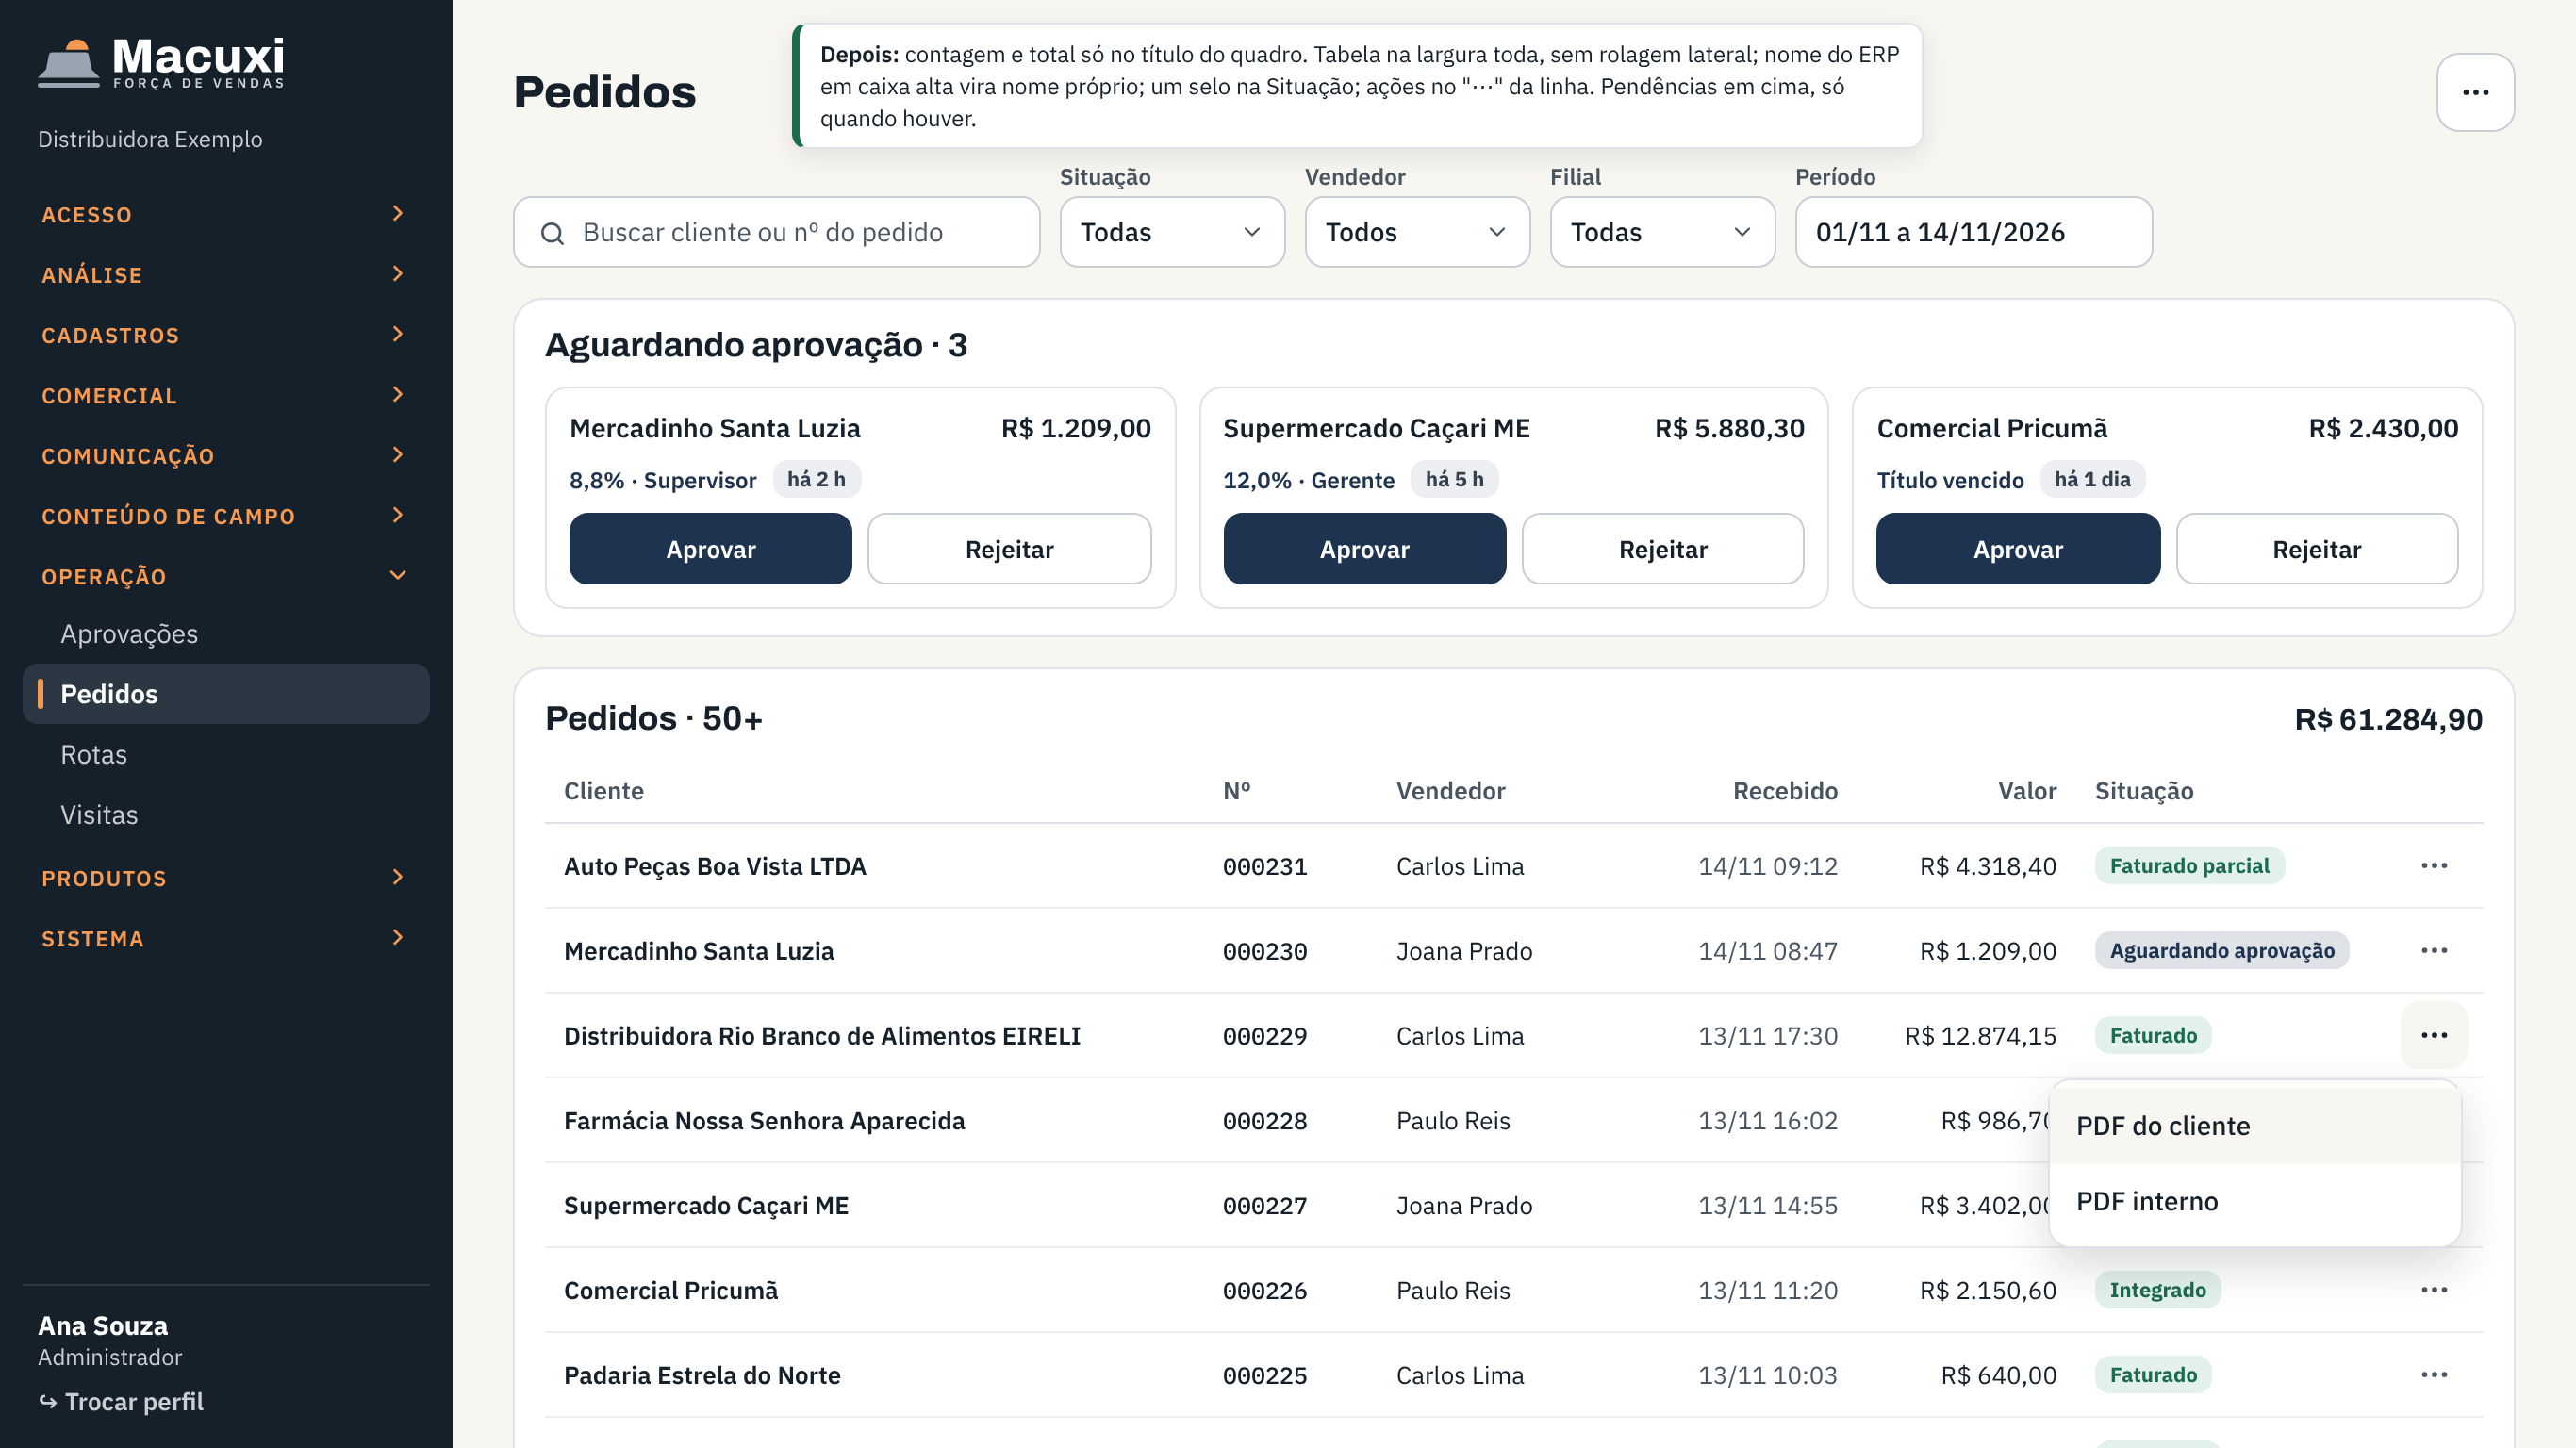 Macuxi
FORÇA DE VENDAS
Distribuidora Exemplo
ACESSO
ANÁLISE
CADASTROS
COMERCIAL
COMUNICAÇÃO
CONTEÚDO DE CAMPO
OPERAÇÃO
Aprovações
Pedidos
Rotas
Visitas
PRODUTOS
SISTEMA
Ana Souza
Administrador
↪ Trocar perfil
Pedidos
Depois: contagem e total só no título do quadro. Tabela na largura toda, sem rolagem lateral; nome do ERP
em caixa alta vira nome próprio; um selo na Situação; ações no "···" da linha. Pendências em cima, só
quando houver.
Situação Vendedor Filial Período
Buscar cliente ou nº do pedido Todas Todos Todas 01/11 a 14/11/2026
Aguardando aprovação · 3
Mercadinho Santa Luzia R$ 1.209,00
8,8% · Supervisor há 2 h
Aprovar Rejeitar
Supermercado Caçari ME R$ 5.880,30
12,0% · Gerente há 5 h
Aprovar Rejeitar
Comercial Pricumã R$ 2.430,00
Título vencido há 1 dia
Aprovar Rejeitar
Pedidos · 50+ R$ 61.284,90
Cliente Nº Vendedor Recebido Valor Situação
Auto Peças Boa Vista LTDA 000231 Carlos Lima 14/11 09:12 R$ 4.318,40 Faturado parcial
Mercadinho Santa Luzia 000230 Joana Prado 14/11 08:47 R$ 1.209,00 Aguardando aprovação
Distribuidora Rio Branco de Alimentos EIRELI 000229 Carlos Lima 13/11 17:30 R$ 12.874,15 Faturado
Farmácia Nossa Senhora Aparecida 000228 Paulo Reis 13/11 16:02 R$ 986,70
PDF do cliente
Supermercado Caçari ME 000227 Joana Prado 13/11 14:55 R$ 3.402,00
PDF interno
Comercial Pricumã 000226 Paulo Reis 13/11 11:20 R$ 2.150,60 Integrado
Padaria Estrela do Norte 000225 Carlos Lima 13/11 10:03 R$ 640,00 Faturado